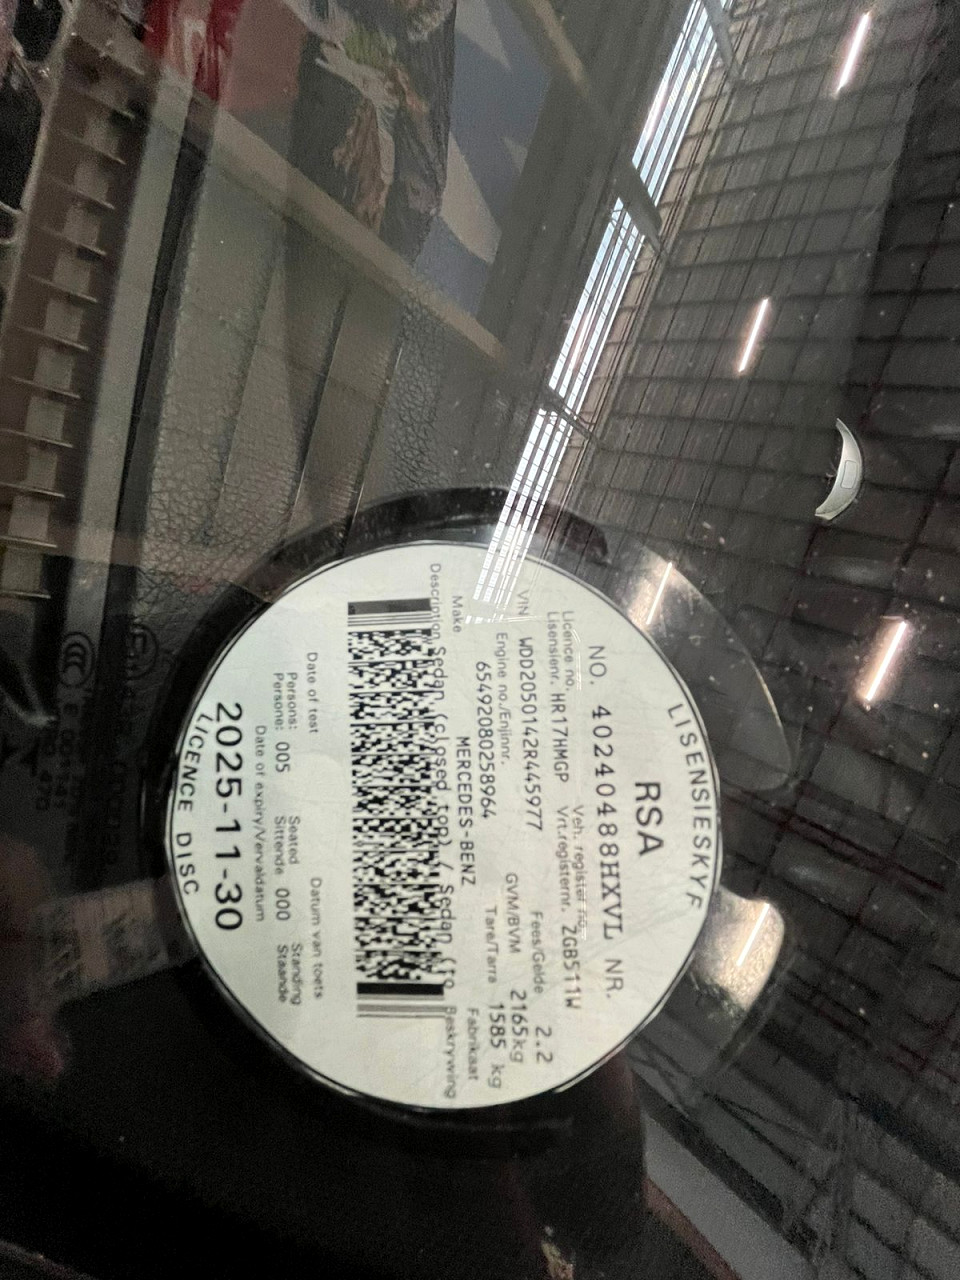 LISENSIESKYF
RSA
NO. 40240488HXVL NR.
Licence no. Veh. register no.
Lisensienr. HR17HMGP Vrt.registernr. ZGB511W
VIN WDD2050142R445977 Fees/Gelde 2.2
Engine no./Enjinnr. GVM/BVM 2165kg
65492080258964 Tare/Tarra 1585 kg
Make MERCEDES-BENZ Fabrikaat
Description Sedan (closed top) / Sedan (to Beskrywing
Date of test Datum van toets
Persons: Seated Standing
Persone: 005 Sittende 000 Staande
Date of expiry/Vervaldatum
2025-11-30
LICENCE DISC